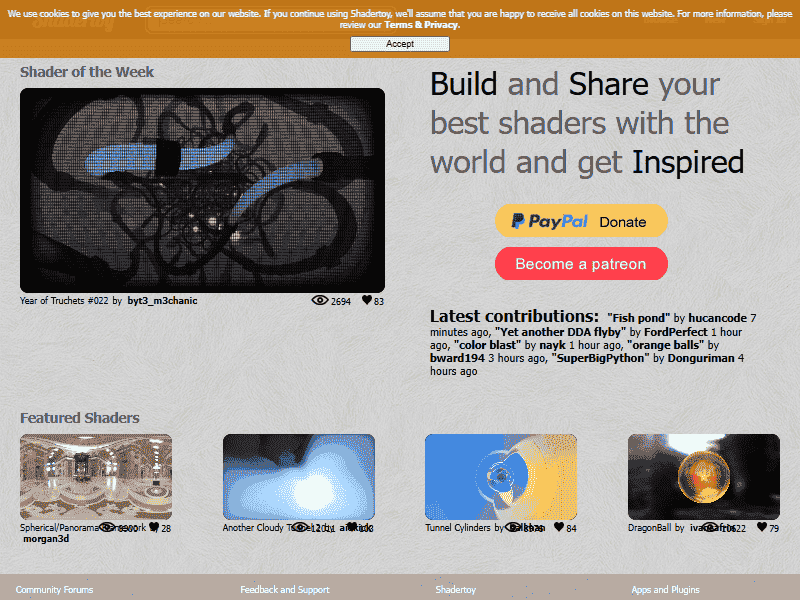 We use cookies to give you the best experience on our website. If you continue using Shadertoy, we'll assume that you are happy to receive all cookies on this website. For more information, please
review our Terms & Privacy.
Accept
Shader of the Week
Year of Truchets #022 by byt3_m3chanic
2694
83
Build and Share your
best shaders with the
world and get Inspired
PayPal Donate
Become a patreon
Latest contributions: "Fish pond" by hucancode 7
minutes ago, "Yet another DDA flyby" by FordPerfect 1 hour
ago, "color blast" by nayk 1 hour ago, "orange balls" by
bward194 3 hours ago, "SuperBigPython" by Donguriman 4
hours ago
Featured Shaders
Spherical/Panorama
28
morgan3d
Another Cloudy
Tunnel Cylinders by
84
DragonBall by
79
Community Forums
Feedback and Support
Shadertoy
Apps and Plugins